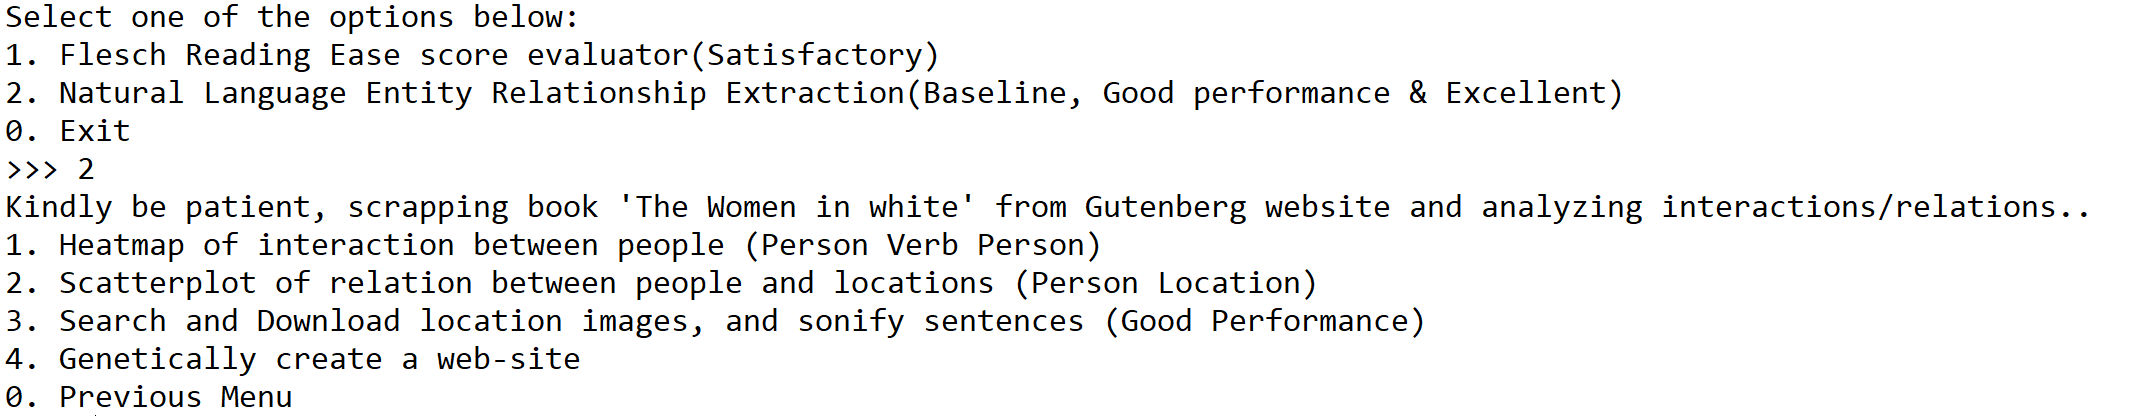 Select one of the options below:
1. Flesch Reading Ease score evaluator(Satisfactory)
2. Natural Language Entity Relationship Extraction(Baseline, Good performance & Excellent)
0. Exit
>>> 2
Kindly be patient, scrapping book 'The Women in white' from Gutenberg website and analyzing interactions/relations..
1. Heatmap of interaction between people (Person Verb Person)
2. Scatterplot of relation between people and locations (Person Location)
3. Search and Download location images, and sonify sentences (Good Performance)
4. Genetically create a web-site
0. Previous Menu